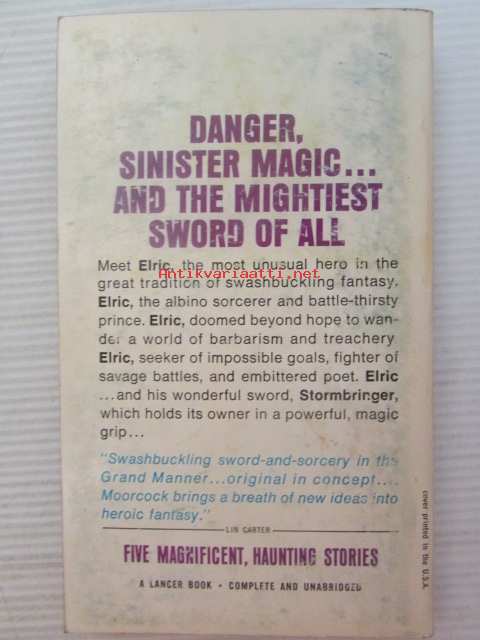 DANGER,
SINISTER MAGIC...
AND THE MIGHTIEST
SWORD OF ALL
Meet Elric, the most unusual hero in the
Antikvariaatti.net
great tradition of swashbuckling fantasy.
Elric, the albino sorcerer and battle-thirsty
prince. Elric, doomed beyond hope to wan-
der a world of barbarism and treachery
Elric, seeker of impossible goals, fighter of
savage battles, and embittered poet. Elric
...and his wonderful sword, Stormbringer,
which holds its owner in a powerful, magic
grip...
"Swashbuckling sword-and-sorcery in the
Grand Manner...original in concept....
Moorcock brings a breath of new ideas into
heroic fantasy."
LIN CARTER
FIVE MAGNIFICENT, HAUNTING STORIES
A LANCER BOOK • COMPLETE AND UNABRIDGED
cover printed in the U.S.A.